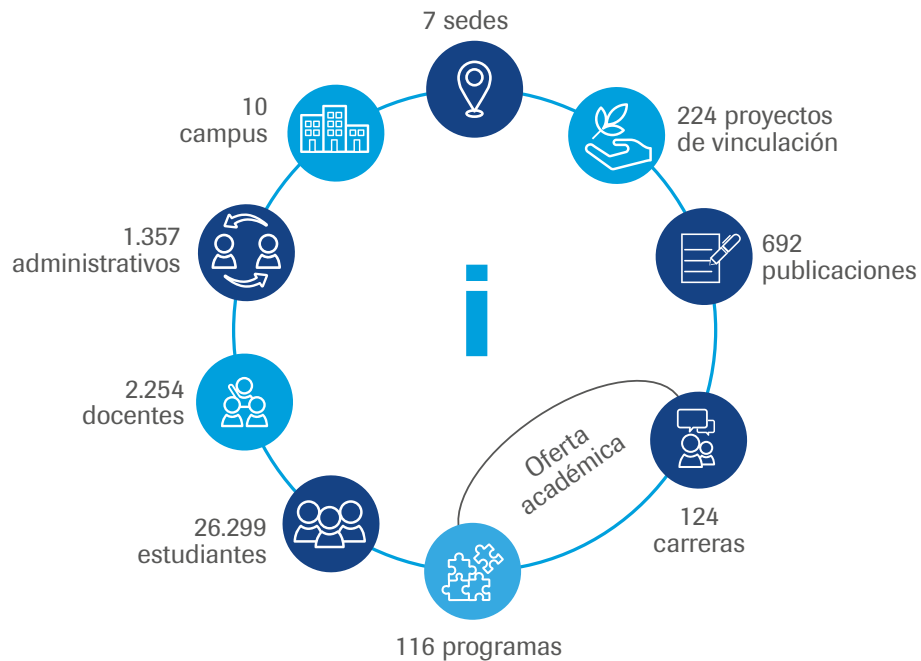 7 sedes
224 proyectos
de vinculación
692
publicaciones
124
carreras
Oferta
académica
116 programas
26.299
estudiantes
2.254
docentes
1.357
administrativos
10
campus
i